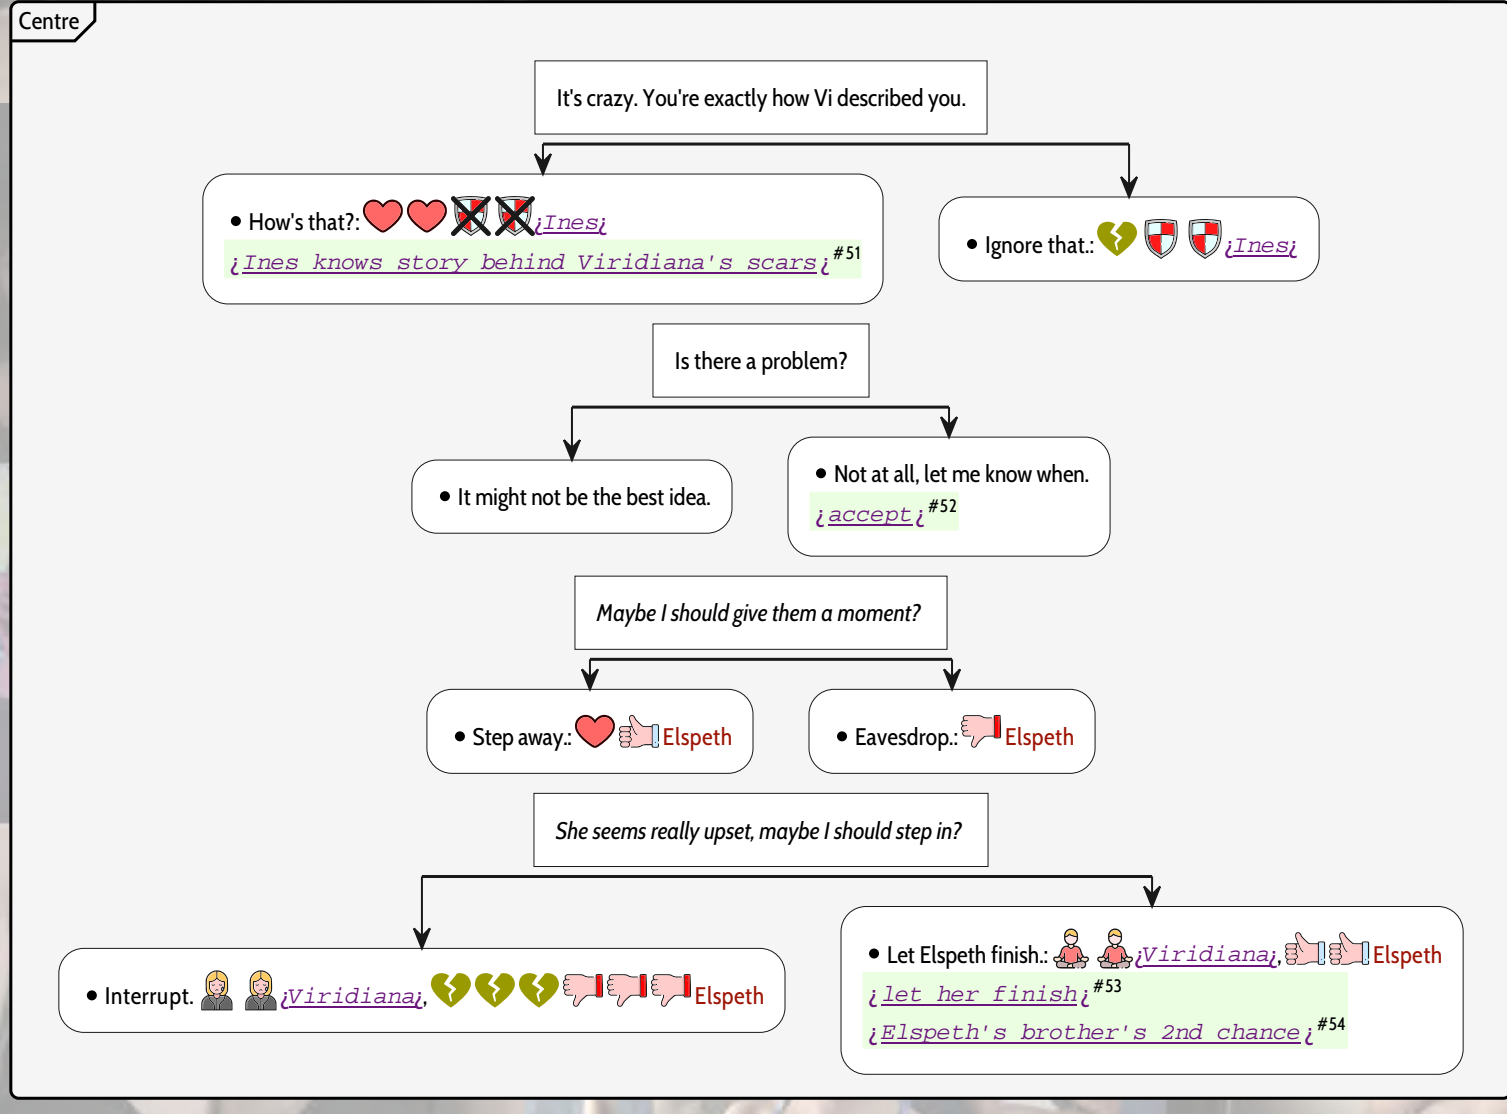 Centre
It's crazy. You're exactly how Vi described you.
• How's that?: ¿Ines¿
¿Ines knows story behind Viridiana's scars¿#51
• Ignore that.: ¿Ines¿
Is there a problem?
• It might not be the best idea.
• Not at all, let me know when.
¿accept¿#52
Maybe I should give them a moment?
• Step away.: Elspeth
• Eavesdrop.: Elspeth
She seems really upset, maybe I should step in?
• Interrupt. ¿Viridiana¿, Elspeth
• Let Elspeth finish.: ¿Viridiana¿, Elspeth
¿let her finish¿#53
¿Elspeth's brother's 2nd chance¿#54